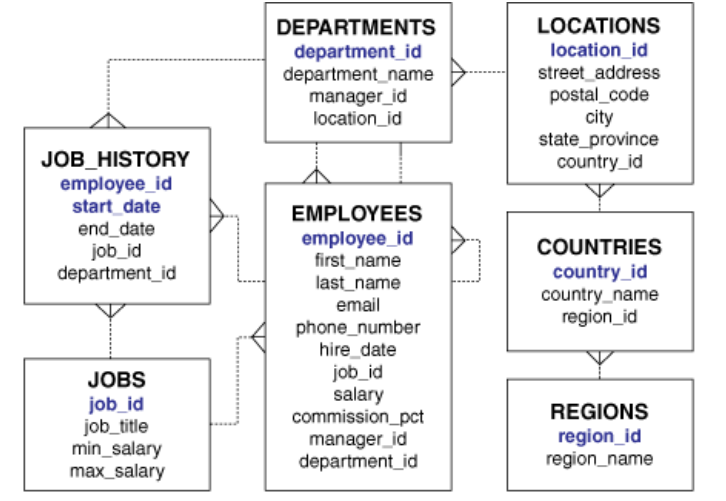 DEPARTMENTS
department_id
department_name
manager_id
location_id
LOCATIONS
location_id
street_address
postal_code
city
state_province
country_id
JOB_HISTORY
employee_id
start_date
end_date
job_id
department_id
EMPLOYEES
employee_id
first_name
last_name
email
phone_number
hire_date
job_id
salary
commission_pct
manager_id
department_id
COUNTRIES
country_id
country_name
region_id
JOBS
job_id
job_title
min_salary
max_salary
REGIONS
region_id
region_name